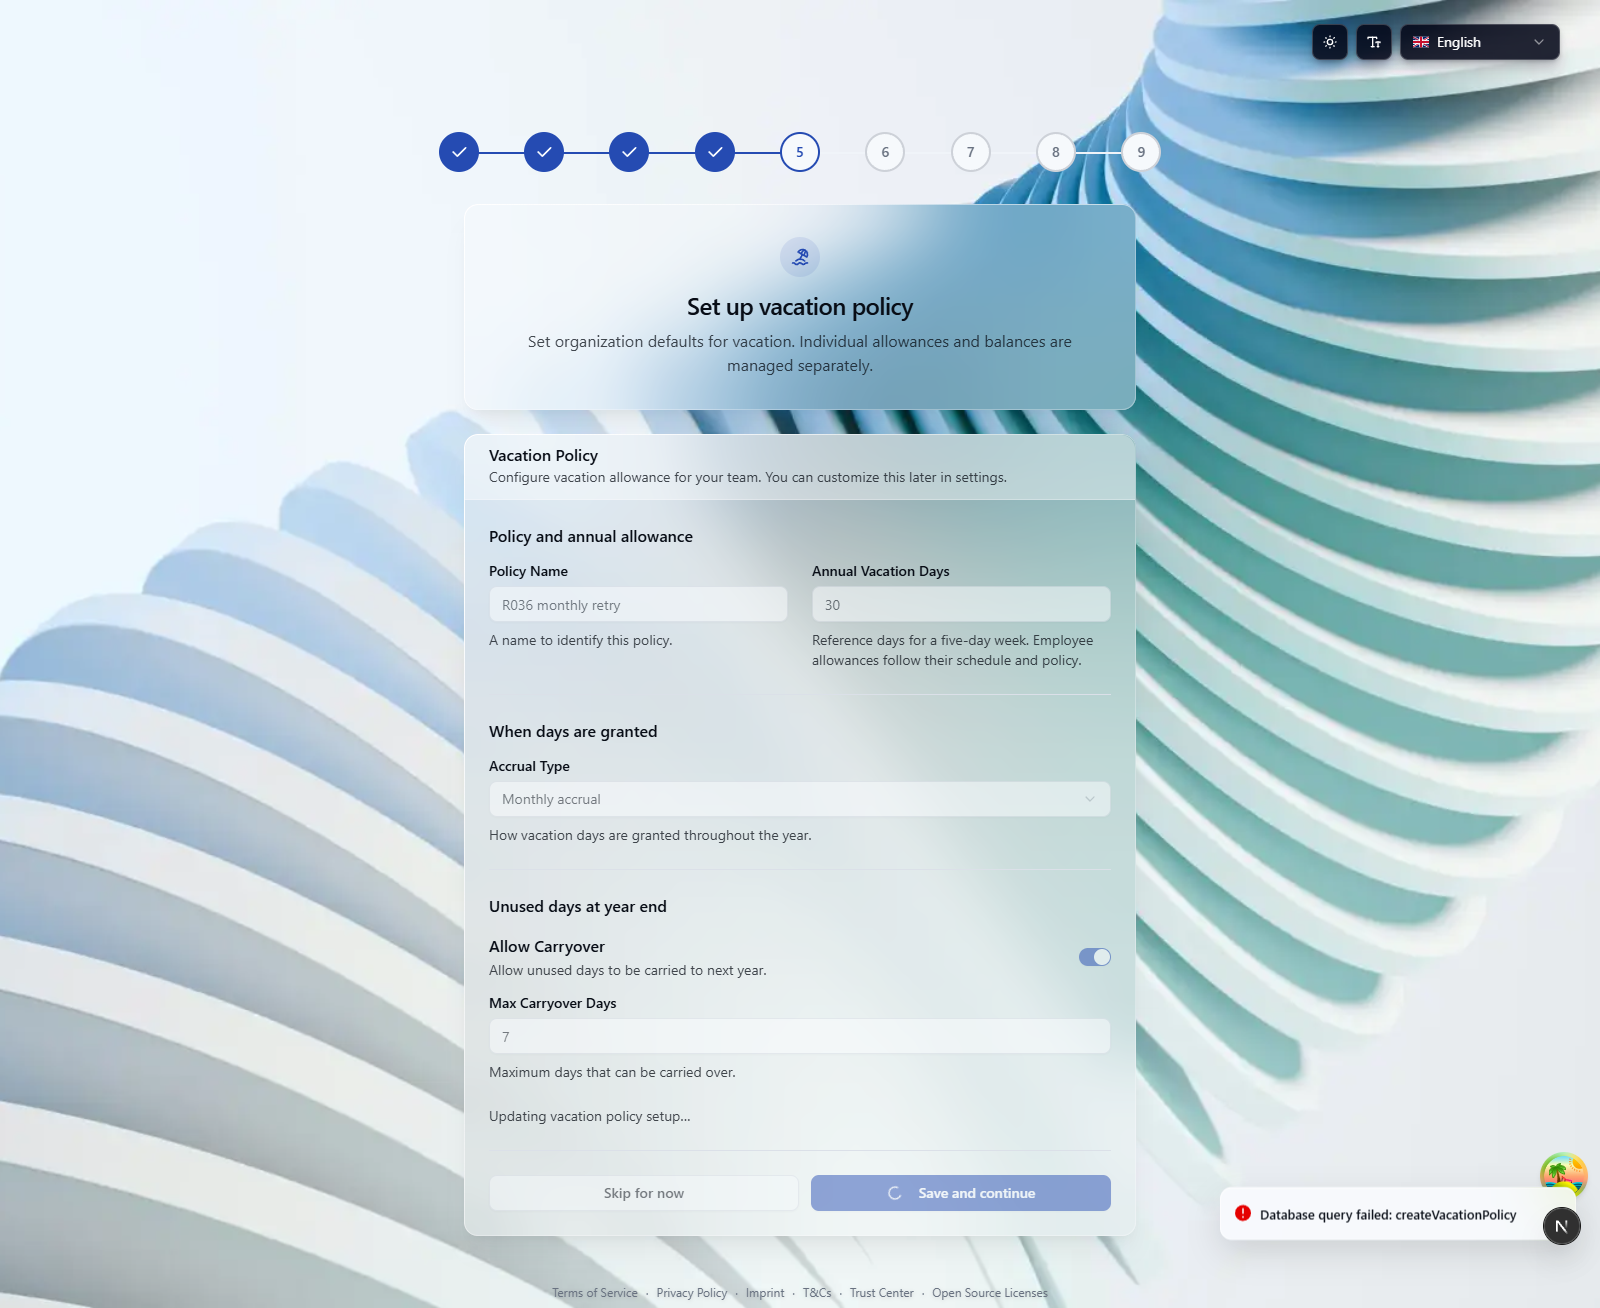 English
5
6
7
8
9
Set up vacation policy
Set organization defaults for vacation. Individual allowances and balances are
managed separately.
Vacation Policy
Configure vacation allowance for your team. You can customize this later in settings.
Policy and annual allowance
Policy Name
Annual Vacation Days
R036 monthly retry
30
A name to identify this policy.
Reference days for a five-day week. Employee
allowances follow their schedule and policy.
When days are granted
Accrual Type
Monthly accrual
How vacation days are granted throughout the year.
Unused days at year end
Allow Carryover
Allow unused days to be carried to next year.
Max Carryover Days
7
Maximum days that can be carried over.
Updating vacation policy setup...
Skip for now
Save and continue
Database query failed: createVacationPolicy
N
Terms of Service · Privacy Policy · Imprint · T&Cs · Trust Center · Open Source Licenses